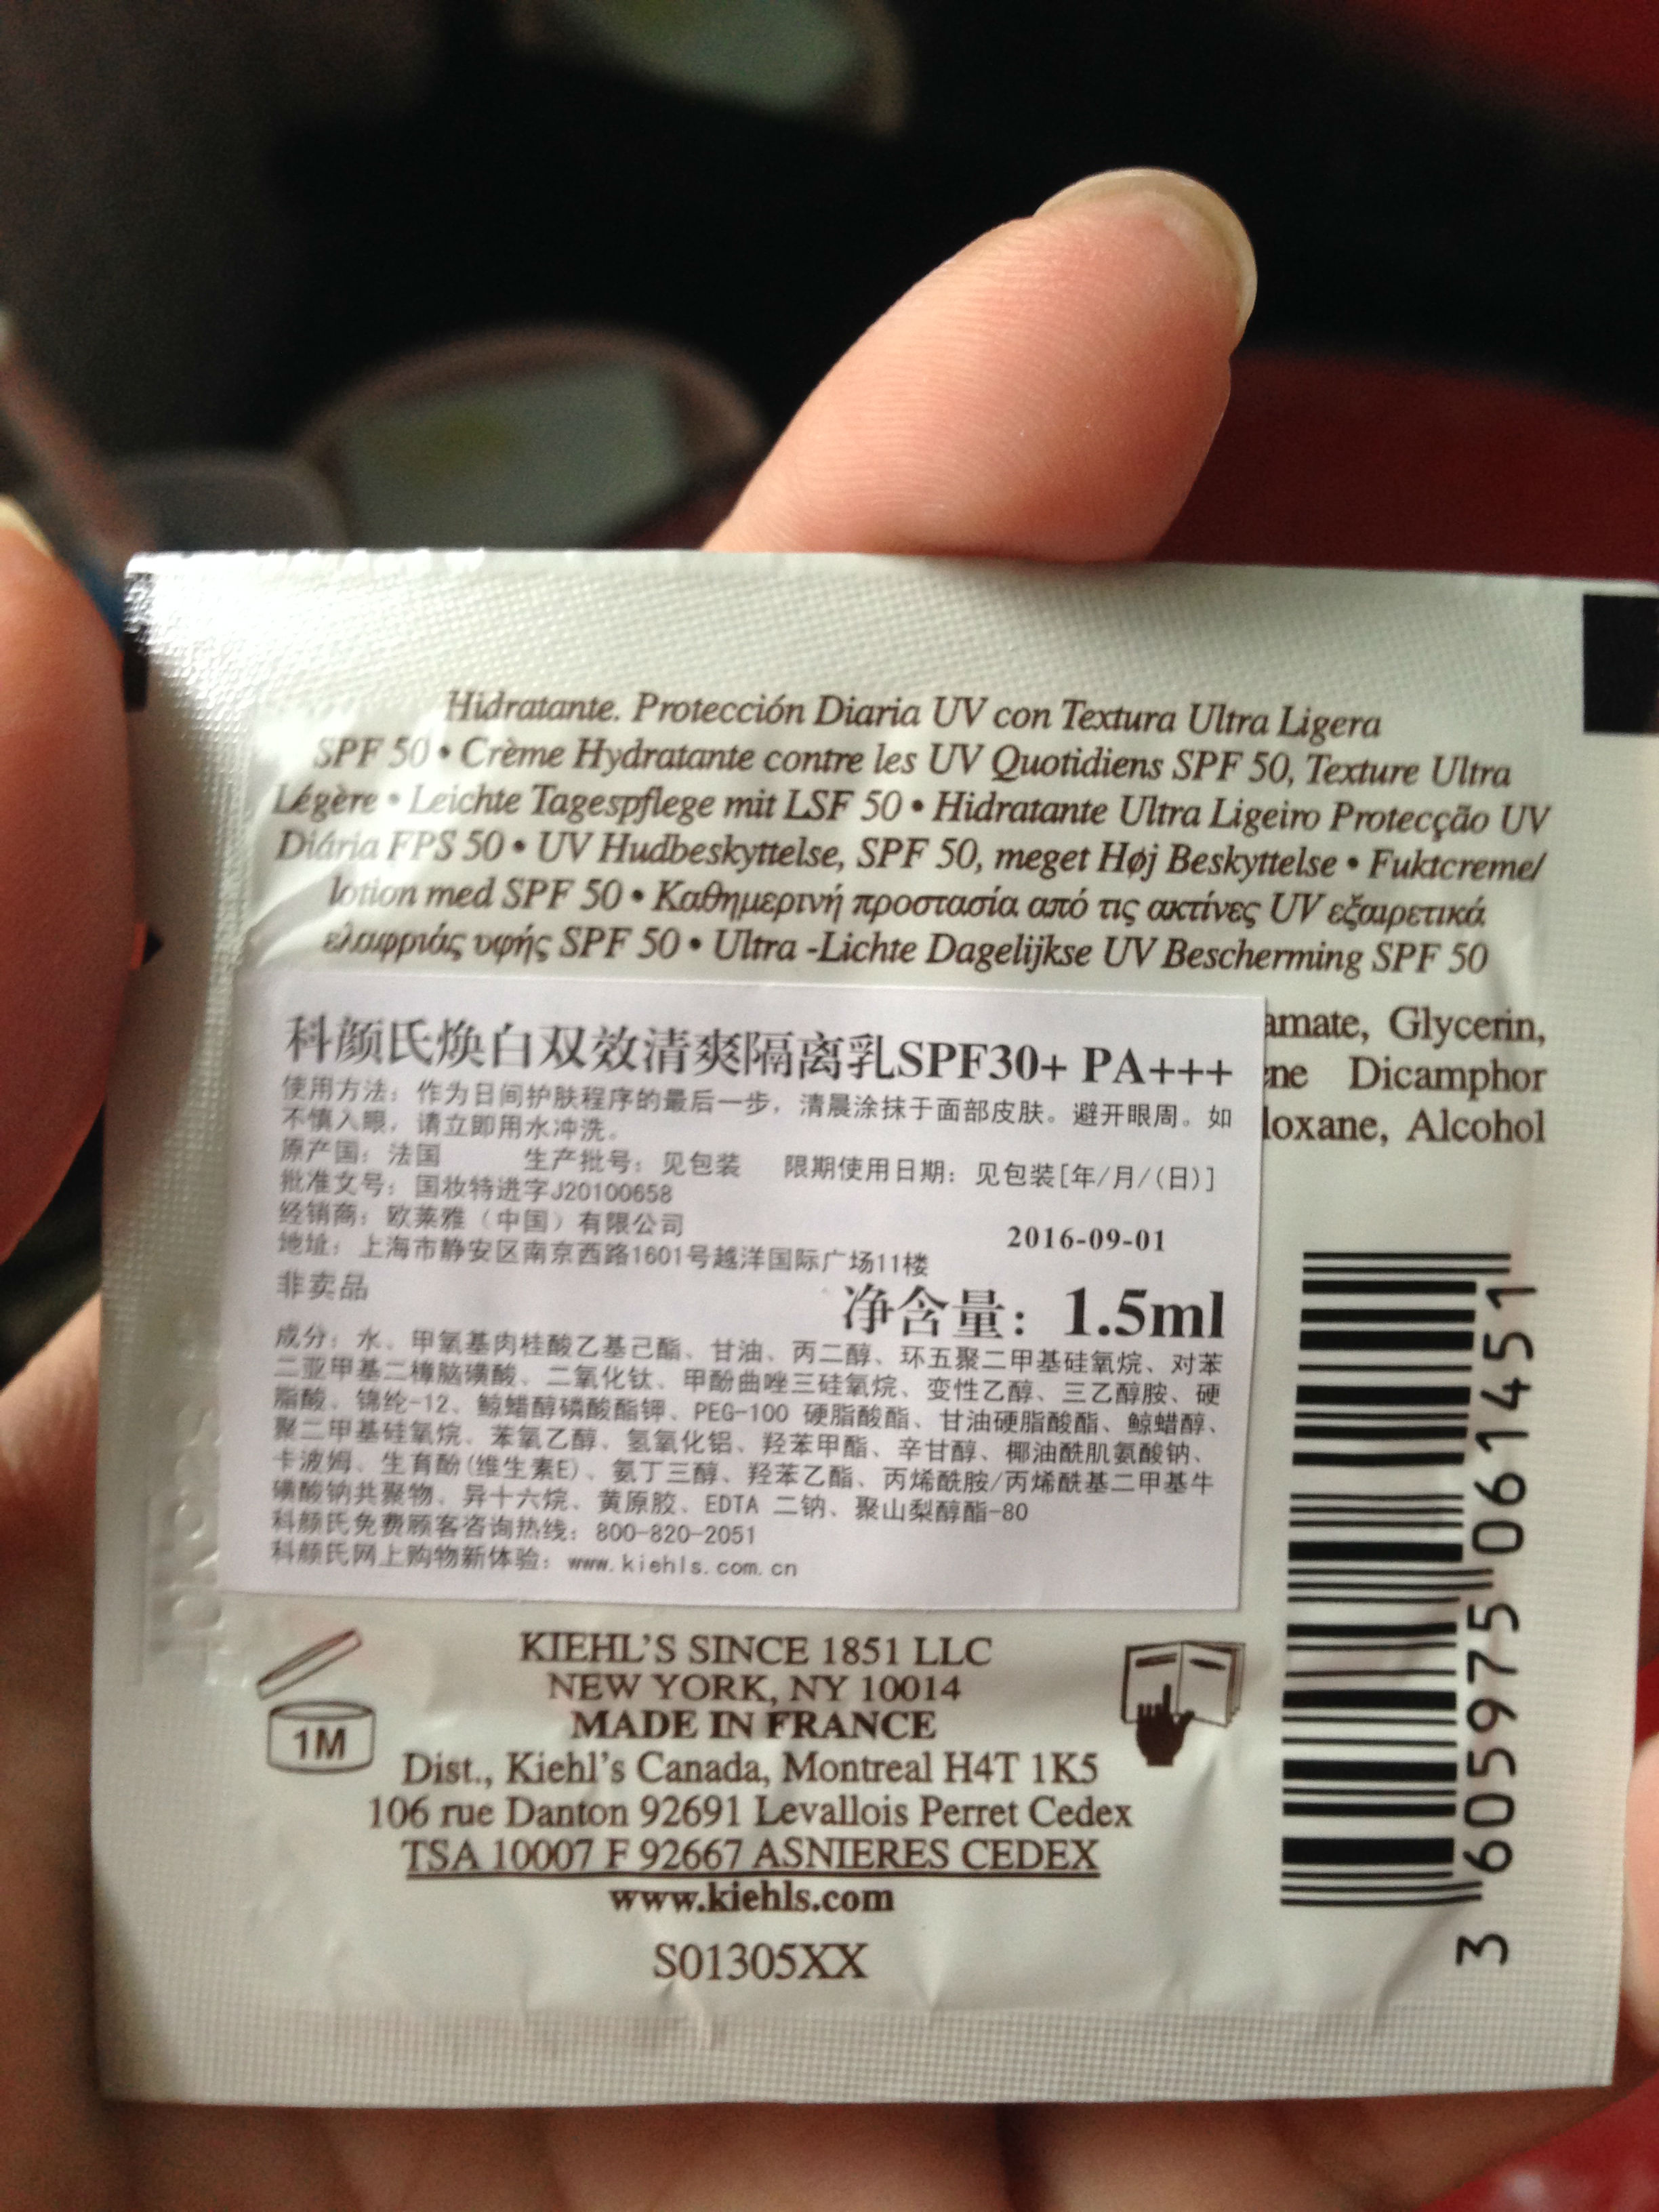 Hidratante. Protección Diaria UV con Textura Ultra Ligera
SPF 50 • Crème Hydratante contre les UV Quotidiens SPF 50, Texture Ultra
Légère • Leichte Tagespflege mit LSF 50 • Hidratante Ultra Ligeiro Protecção UV
Diária FPS 50 • UV Hudbeskyttelse, SPF 50, meget Høj Beskyttelse • Fuktcreme/
lotion med SPF 50 • Καθημερινή προστασία από τις ακτίνες UV εξαιρετικά
ελαφριάς υφής SPF 50 • Ultra -Lichte Dagelijkse UV Bescherming SPF 50
amate, Glycerin,
ne Dicamphor
loxane, Alcohol
科颜氏焕白双效清爽隔离乳SPF30+ PA+++
使用方法：作为日间护肤程序的最后一步，清晨涂抹于面部皮肤。避开眼周。如
不慎入眼，请立即用水冲洗。
原产国：法国 生产批号：见包装 限期使用日期：见包装[年/月/(日)]
批准文号：国妆特进字J20100658
经销商：欧莱雅（中国）有限公司 2016-09-01
地址：上海市静安区南京西路1601号越洋国际广场11楼
非卖品 净含量：1.5ml
成分：水、甲氧基肉桂酸乙基己酯、甘油、丙二醇、环五聚二甲基硅氧烷、对苯
二亚甲基二樟脑磺酸、二氧化钛、甲酚曲唑三硅氧烷、变性乙醇、三乙醇胺、硬
脂酸、锦纶-12、鲸蜡醇磷酸酯钾、PEG-100 硬脂酸酯、甘油硬脂酸酯、鲸蜡醇、
聚二甲基硅氧烷、苯氧乙醇、氢氧化铝、羟苯甲酯、辛甘醇、椰油酰肌氨酸钠、
卡波姆、生育酚(维生素E)、氨丁三醇、羟苯乙酯、丙烯酰胺/丙烯酰基二甲基牛
磺酸钠共聚物、异十六烷、黄原胶、EDTA 二钠、聚山梨醇酯-80
科颜氏免费顾客咨询热线：800-820-2051
科颜氏网上购物新体验：www.kiehls.com.cn
1M
KIEHL'S SINCE 1851 LLC
NEW YORK, NY 10014
MADE IN FRANCE
Dist., Kiehl's Canada, Montreal H4T 1K5
106 rue Danton 92691 Levallois Perret Cedex
TSA 10007 F 92667 ASNIERES CEDEX
www.kiehls.com
S01305XX
3 605975 061451